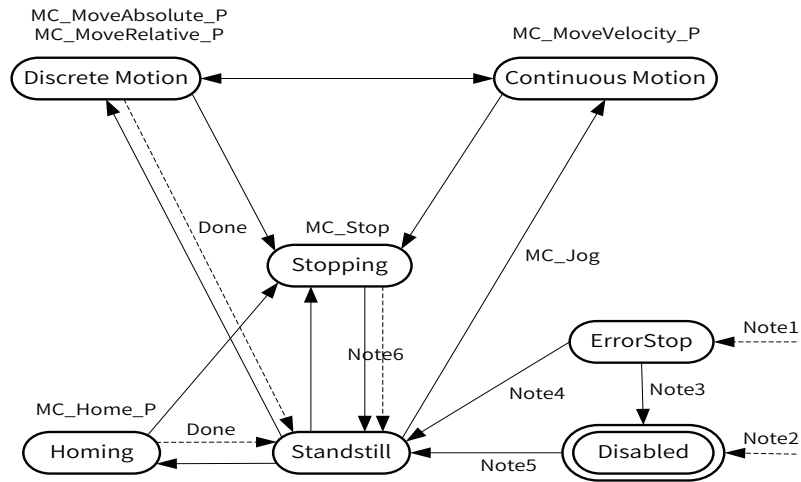 MC_MoveAbsolute_P
MC_MoveRelative_P
MC_MoveVelocity_P
Discrete Motion
Continuous Motion
Done
MC_Stop
MC_Jog
Stopping
Note1
ErrorStop
Note6
Note4
Note3
MC_Home_P
Done
Note2
Homing
Standstill
Disabled
Note5